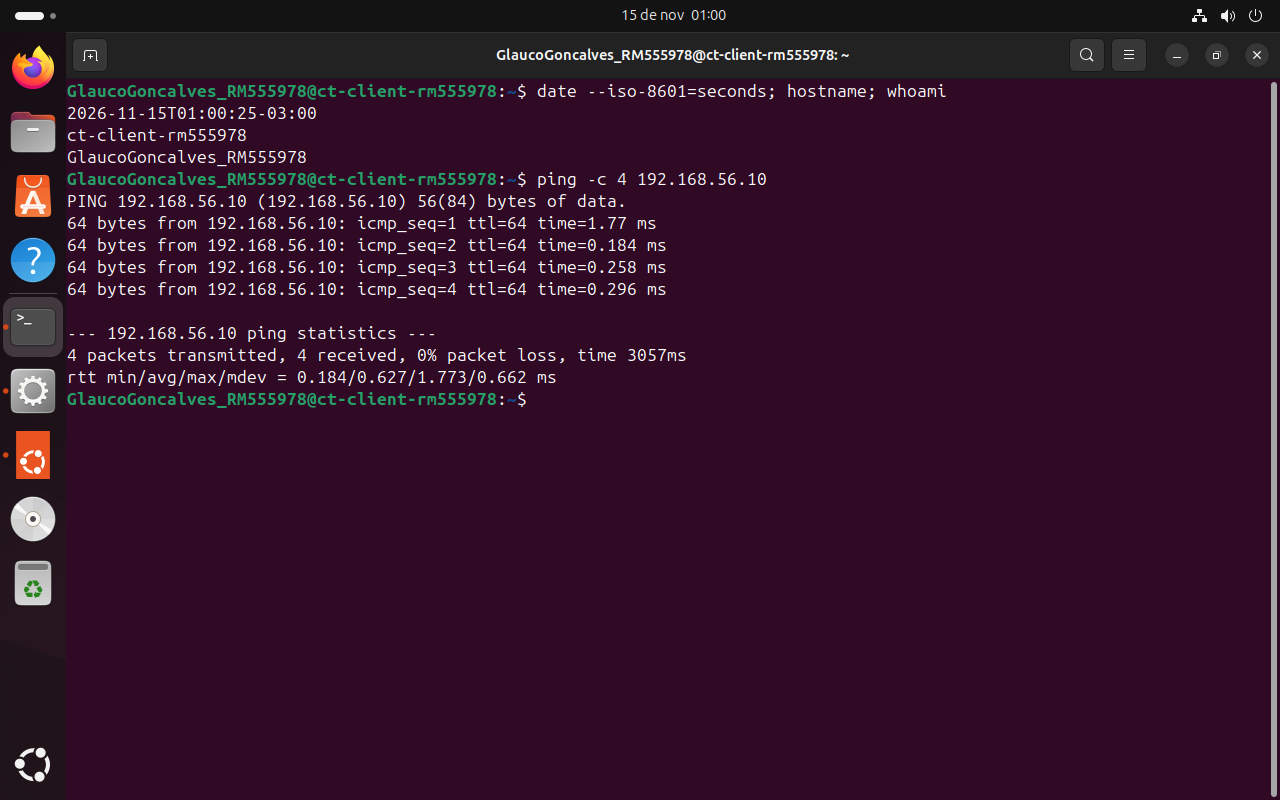 15 de nov 01:00
GlaucoGoncalves_RM555978@ct-client-rm555978: ~
GlaucoGoncalves_RM555978@ct-client-rm555978:~$ date --iso-8601=seconds; hostname; whoami
2026-11-15T01:00:25-03:00
ct-client-rm555978
GlaucoGoncalves_RM555978
GlaucoGoncalves_RM555978@ct-client-rm555978:~$ ping -c 4 192.168.56.10
PING 192.168.56.10 (192.168.56.10) 56(84) bytes of data.
64 bytes from 192.168.56.10: icmp_seq=1 ttl=64 time=1.77 ms
64 bytes from 192.168.56.10: icmp_seq=2 ttl=64 time=0.184 ms
64 bytes from 192.168.56.10: icmp_seq=3 ttl=64 time=0.258 ms
64 bytes from 192.168.56.10: icmp_seq=4 ttl=64 time=0.296 ms
--- 192.168.56.10 ping statistics ---
4 packets transmitted, 4 received, 0% packet loss, time 3057ms
rtt min/avg/max/mdev = 0.184/0.627/1.773/0.662 ms
GlaucoGoncalves_RM555978@ct-client-rm555978:~$